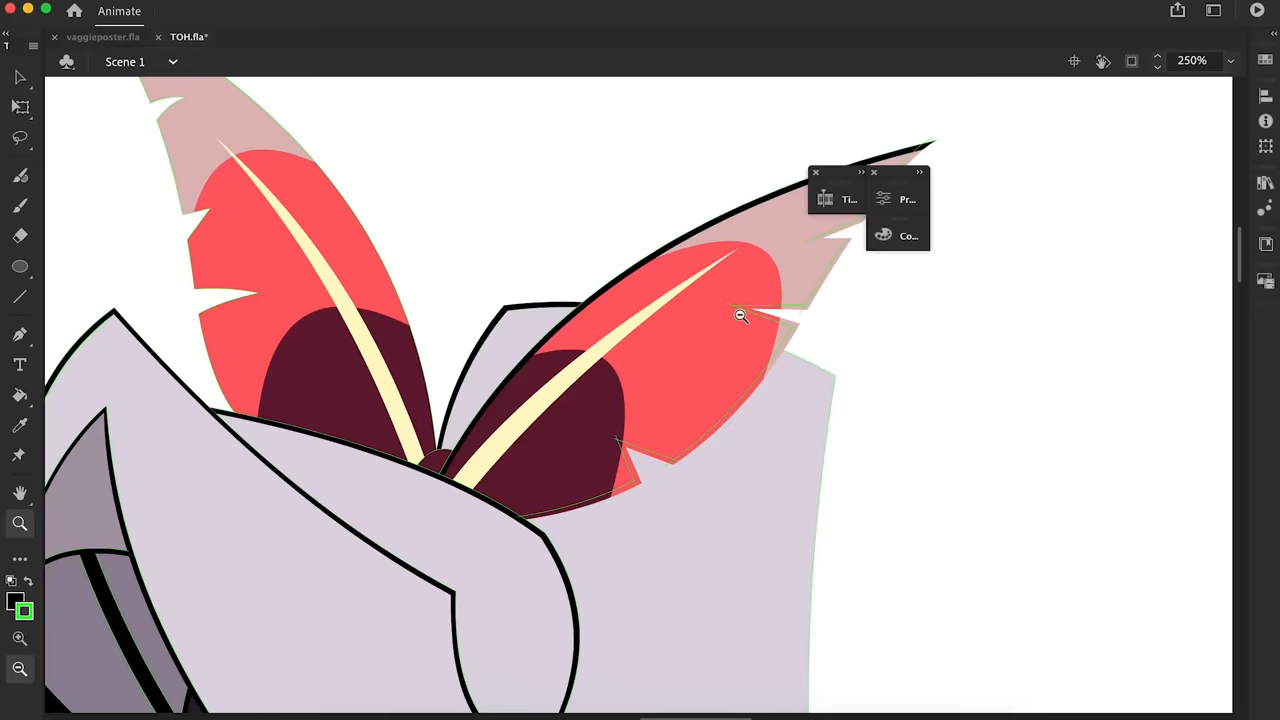 Animate
vaggieposter.fla
TOH.fla*
Scene 1
250%
Ti...
Pr...
Co...